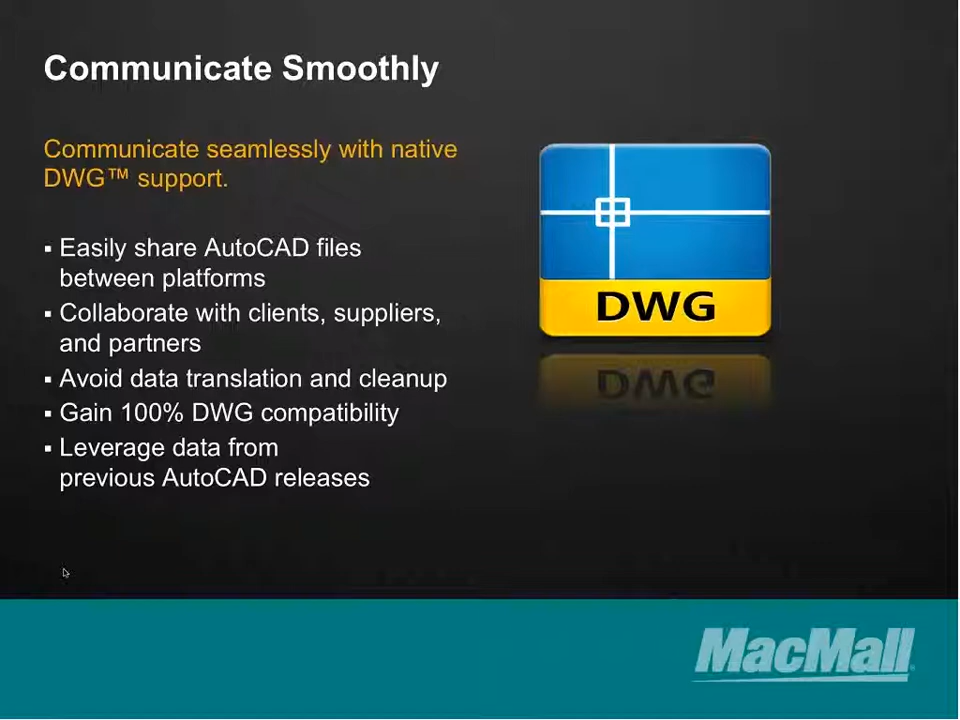 Communicate Smoothly
Communicate seamlessly with native
DWG™ support.
▪ Easily share AutoCAD files
between platforms
▪ Collaborate with clients, suppliers,
and partners
▪ Avoid data translation and cleanup
▪ Gain 100% DWG compatibility
▪ Leverage data from
previous AutoCAD releases
DWG
MacMall